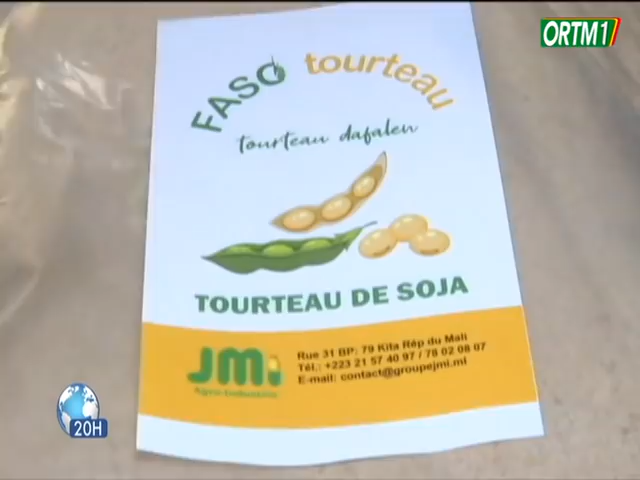 ORTM1
FASO tourteau
tourteau dafalen
TOURTEAU DE SOJA
JMi
Agro-Industrie
Rue 31 BP: 79 Kita Rép du Mali
Tél.: +223 21 57 40 97 / 78 02 08 07
E-mail: contact@groupejmi.ml
20H